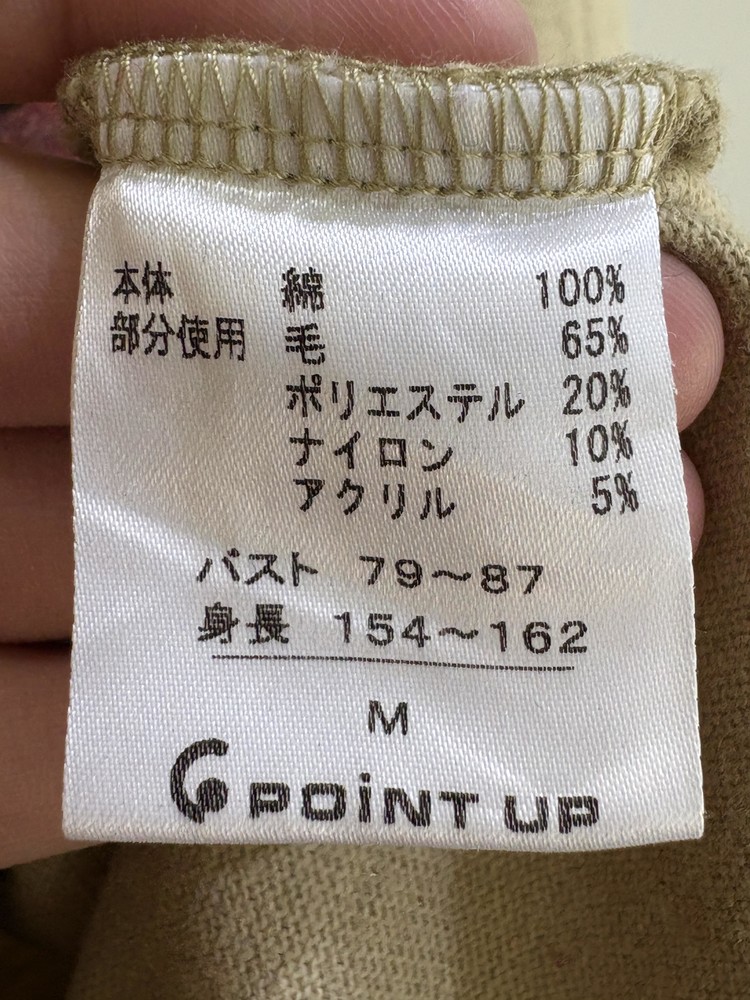 本体 綿 100%
部分使用 毛 65%
ポリエステル 20%
ナイロン 10%
アクリル 5%
バスト 79～87
身長 154～162
M
POiNT UP